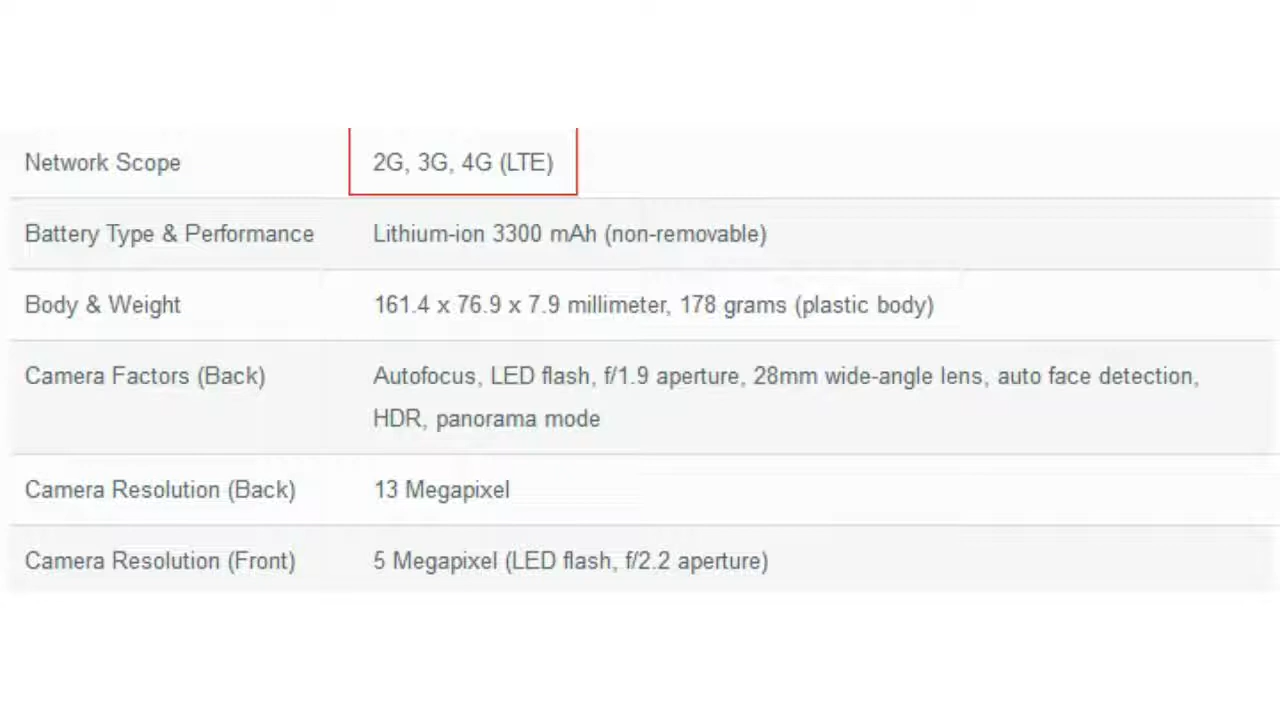 Network Scope 2G, 3G, 4G (LTE)
Battery Type & Performance Lithium-ion 3300 mAh (non-removable)
Body & Weight 161.4 x 76.9 x 7.9 millimeter, 178 grams (plastic body)
Camera Factors (Back) Autofocus, LED flash, f/1.9 aperture, 28mm wide-angle lens, auto face detection,
HDR, panorama mode
Camera Resolution (Back) 13 Megapixel
Camera Resolution (Front) 5 Megapixel (LED flash, f/2.2 aperture)